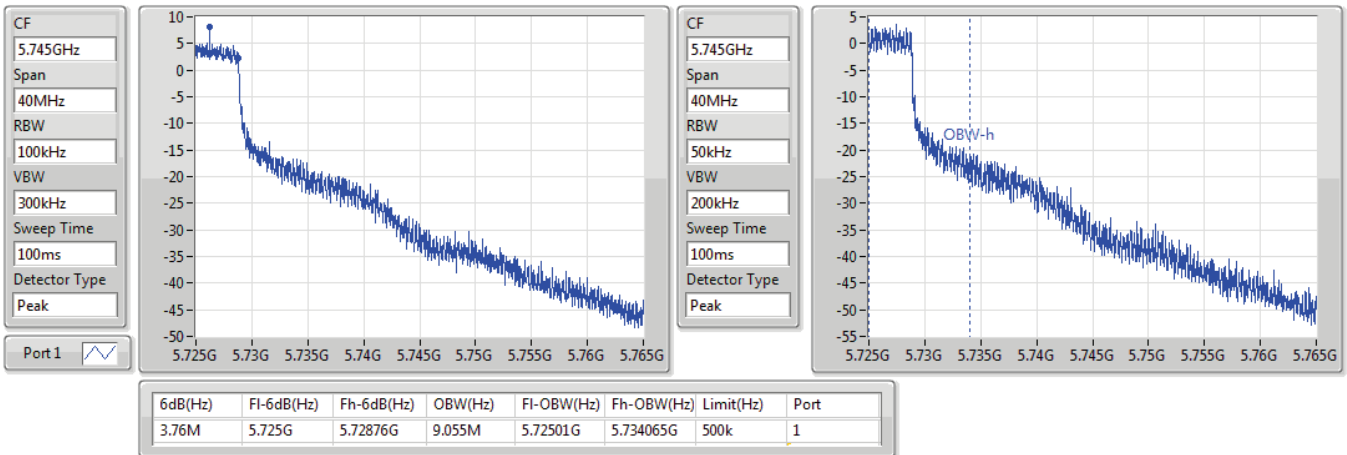 CF
5.745GHz
Span
40MHz
RBW
100kHz
VBW
300kHz
Sweep Time
100ms
Detector Type
Peak
Port 1
10
5
0
-5
-10
-15
-20
-25
-30
-35
-40
-45
-50
5.725G 5.73G 5.735G 5.74G 5.745G 5.75G 5.755G 5.76G 5.765G
CF
5.745GHz
Span
40MHz
RBW
50kHz
VBW
200kHz
Sweep Time
100ms
Detector Type
Peak
5
0
-5
-10
-15
-20
-25
-30
-35
-40
-45
-50
-55
OBW-h
5.725G 5.73G 5.735G 5.74G 5.745G 5.75G 5.755G 5.76G 5.765G
6dB(Hz) Fl-6dB(Hz) Fh-6dB(Hz) OBW(Hz) Fl-OBW(Hz) Fh-OBW(Hz) Limit(Hz) Port
3.76M 5.725G 5.72876G 9.055M 5.72501G 5.734065G 500k 1